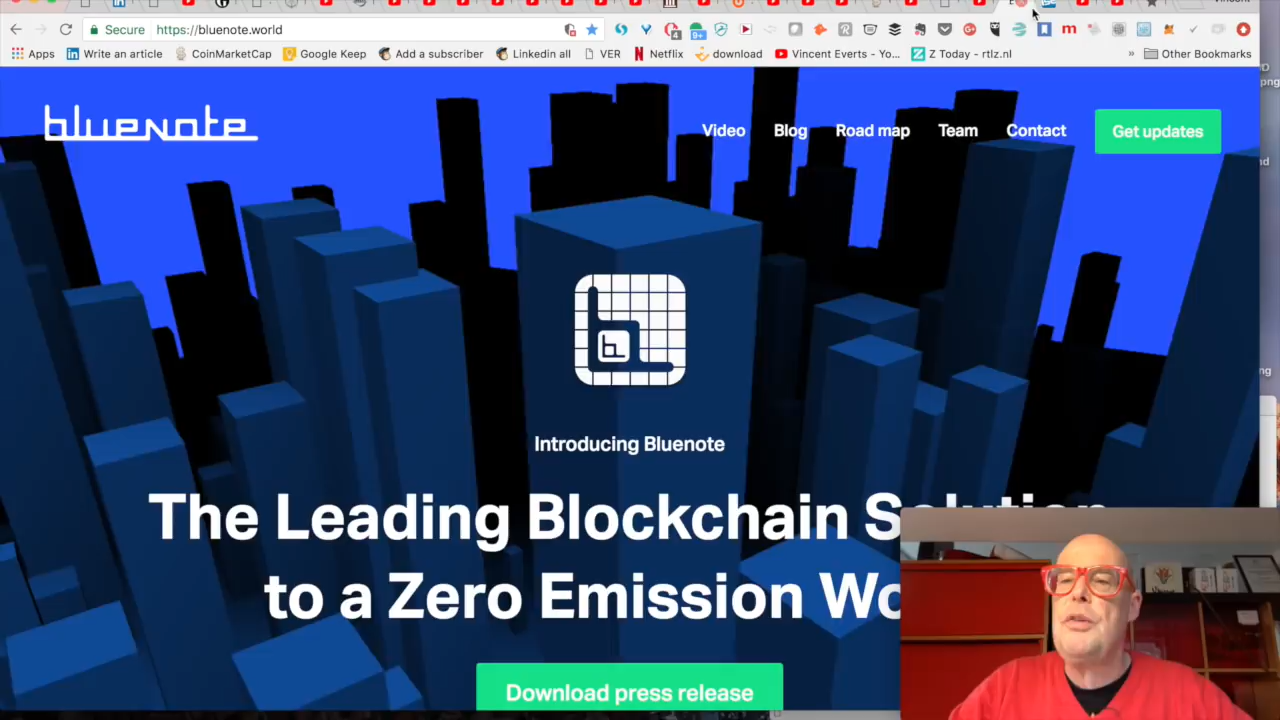 Secure https://bluenote.world
Apps Write an article CoinMarketCap Google Keep Add a subscriber Linkedin all VER Netflix download Vincent Everts - Yo... Z Today - rtlz.nl » Other Bookmarks
bluenote
Video Blog Road map Team Contact Get updates
Introducing Bluenote
The Leading Blockchain Solution
to a Zero Emission Wo
Download press release
png